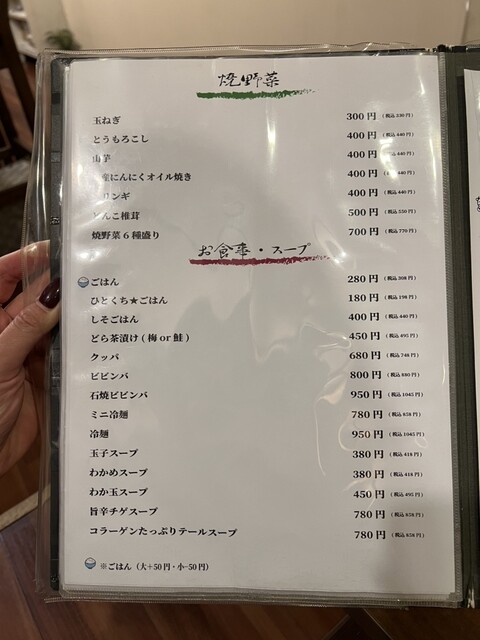 焼野菜
玉ねぎ 300円 (税込330円)
とうもろこし 400円 (税込440円)
山芋 400円 (税込440円)
産にんにくオイル焼き 400円 (税込440円)
リンギ 400円 (税込440円)
んこ椎茸 500円 (税込550円)
焼野菜6種盛り 700円 (税込770円)
お食事・スープ
ごはん 280円 (税込308円)
ひとくち★ごはん 180円 (税込198円)
しそごはん 400円 (税込440円)
どら茶漬け(梅or鮭) 450円 (税込495円)
クッパ 680円 (税込748円)
ビビンバ 800円 (税込880円)
石焼ビビンバ 950円 (税込1045円)
ミニ冷麺 780円 (税込858円)
冷麺 950円 (税込1045円)
玉子スープ 380円 (税込418円)
わかめスープ 380円 (税込418円)
わか玉スープ 450円 (税込495円)
旨辛チゲスープ 780円 (税込858円)
コラーゲンたっぷりテールスープ 780円 (税込858円)
※ごはん (大+50円・小-50円)